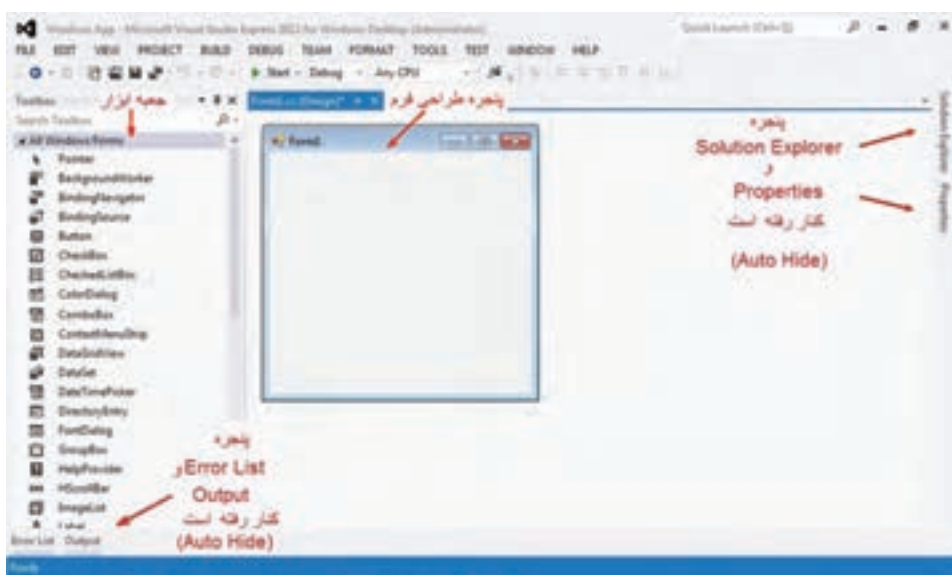 Windows App - Microsoft Visual Studio Express 2012 for Windows Desktop (Administrator)
Quick Launch (Ctrl+Q)
FILE EDIT VIEW PROJECT BUILD DEBUG TEAM FORMAT TOOLS TEST WINDOW HELP
Start Debug Any CPU
Toolbox
جعبه ابزار
Form1.cs [Design]*
پنجره طراحی فرم
Search Toolbox
All Windows Forms
Pointer
BackgroundWorker
BindingNavigator
BindingSource
Button
CheckBox
CheckedListBox
ColorDialog
ComboBox
ContextMenuStrip
DataGridView
DataSet
DateTimePicker
DirectoryEntry
FontDialog
GroupBox
HelpProvider
HScrollBar
ImageList
Label
Form1
پنجره
Solution Explorer
و
Properties
کنار رفته است
(Auto Hide)
Solution Explorer
Properties
پنجره
Error List و
Output
کنار رفته است
(Auto Hide)
Error List Output
Ready